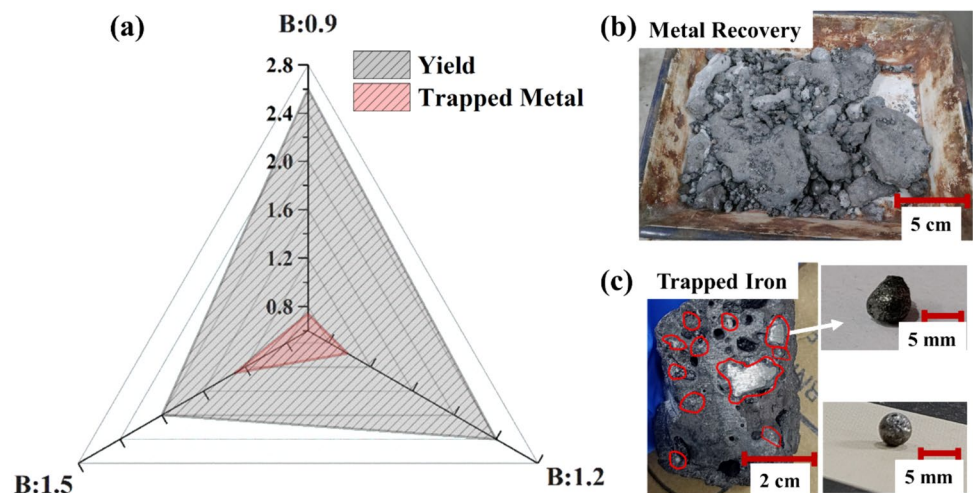 (a)
B:0.9
2.8
2.4
2.0
1.6
1.2
0.8
Yield
Trapped Metal
B:1.5
B:1.2
(b) Metal Recovery
5 cm
(c) Trapped Iron
2 cm
5 mm
5 mm